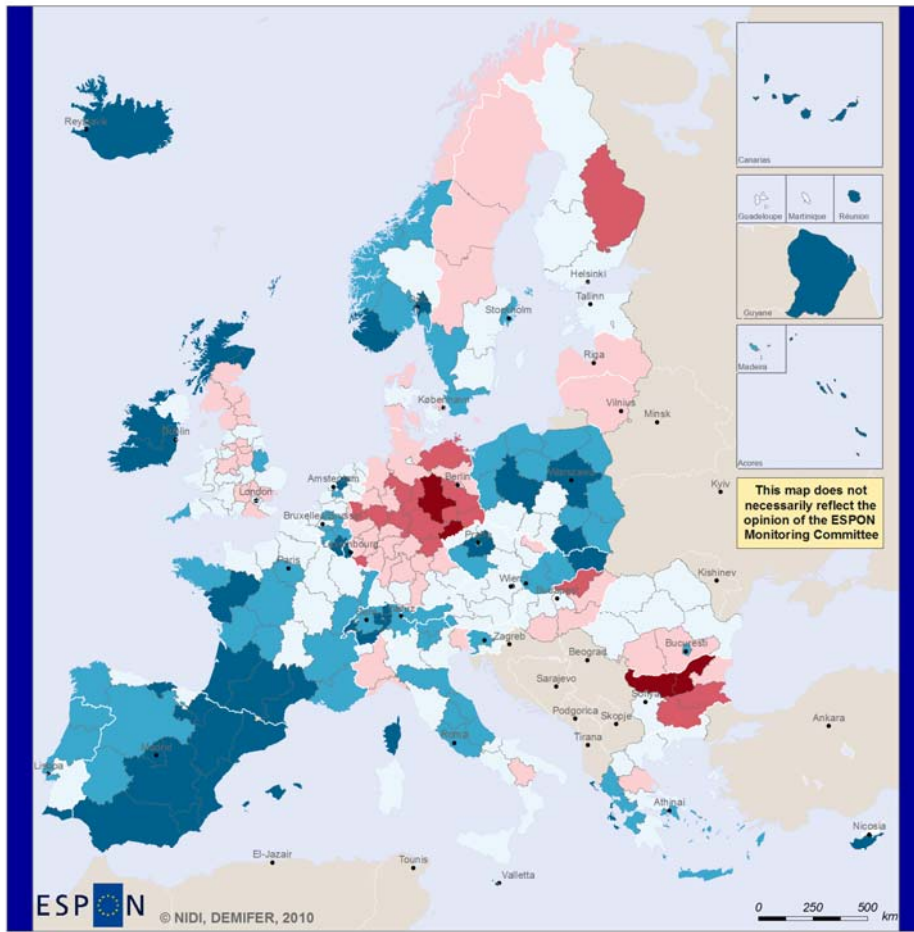 Reykjavik
Canarias
Guadeloupe
Martinique
Réunion
Helsinki
Tallinn
Stockholm
Guyane
Riga
Madeira
København
Vilnius
Minsk
Dublin
Acores
London
Amsterdam
Berlin
Warszawa
Kyiv
This map does not
necessarily reflect the
opinion of the ESPON
Monitoring Committee
Paris
Wien
Kishinev
Zagreb
Beograd
Bucuresti
Sarajevo
Podgorica
Skopje
Ankara
Tirana
Roma
Madrid
Lisboa
Athinai
Nicosia
El-Jazair
Tounis
Valletta
ESPON
© NIDI, DEMIFER, 2010
0 250 500
km